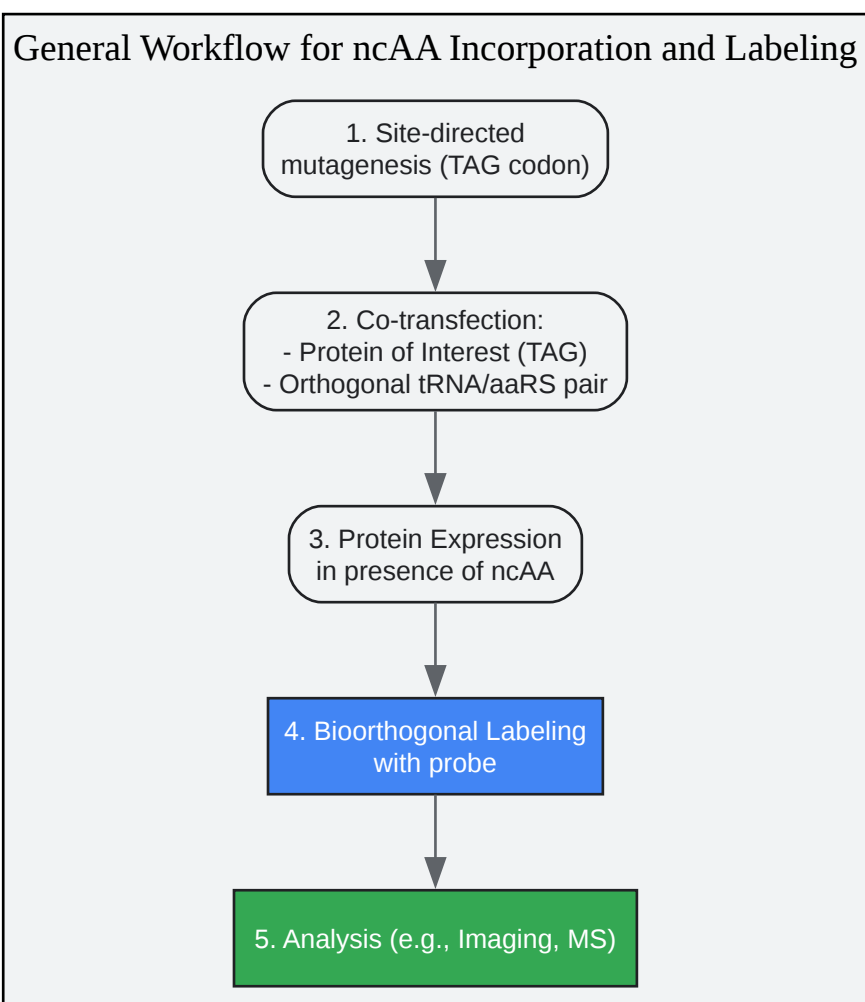 General Workflow for ncAA Incorporation and Labeling
1. Site-directed
mutagenesis (TAG codon)
2. Co-transfection:
- Protein of Interest (TAG)
- Orthogonal tRNA/aaRS pair
3. Protein Expression
in presence of ncAA
4. Bioorthogonal Labeling
with probe
5. Analysis (e.g., Imaging, MS)